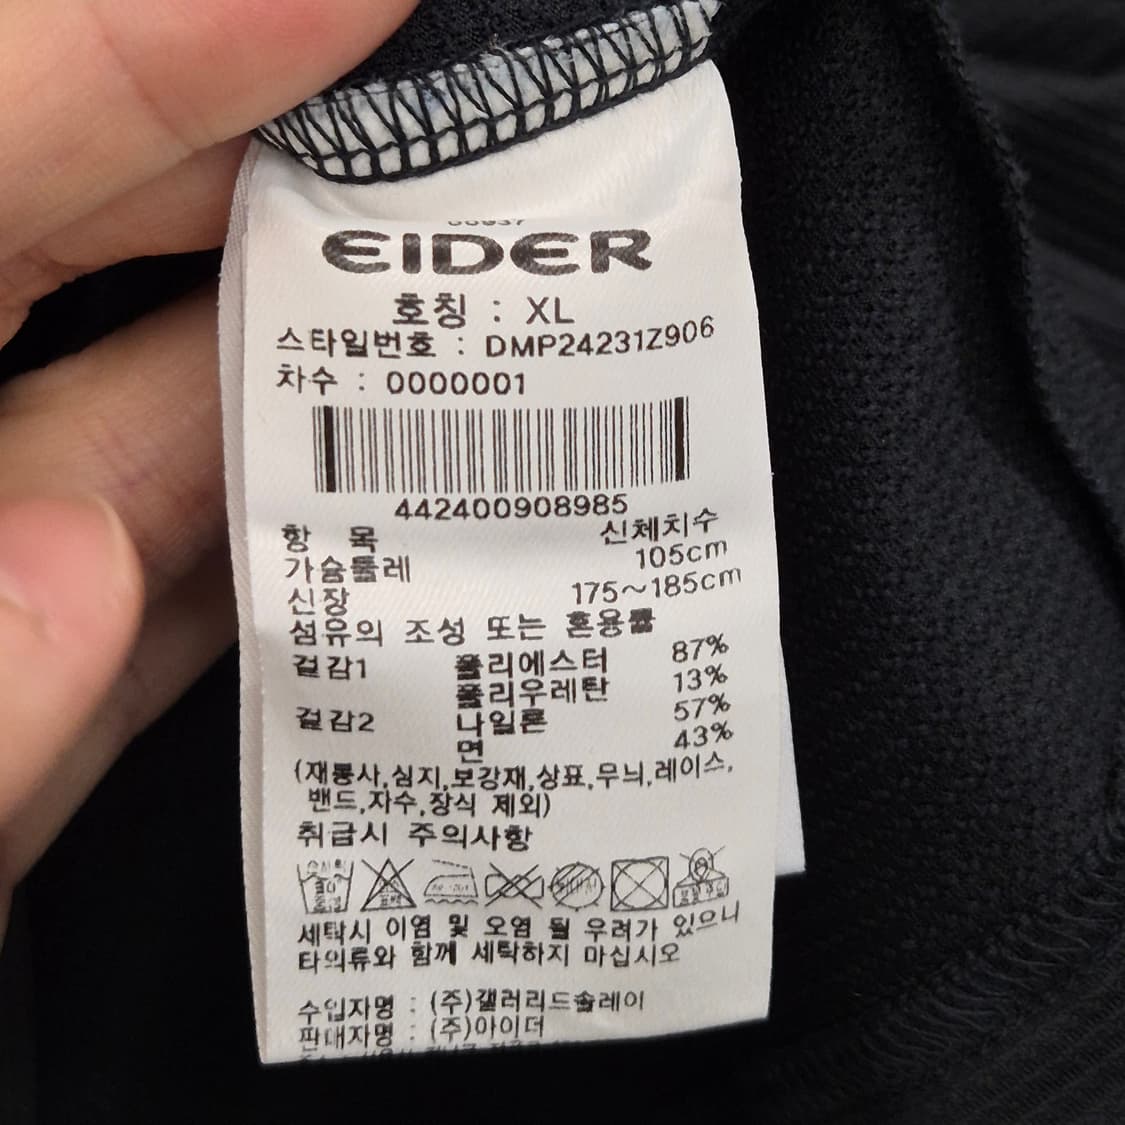 EIDER
호칭 : XL
스타일번호 : DMP24231Z906
차수 : 0000001
442400908985
항 목 신체치수
가슴둘레 105cm
신장 175~185cm
섬유의 조성 또는 혼용률
겉감1 폴리에스터 87%
폴리우레탄 13%
겉감2 나일론 57%
면 43%
(재봉사,심지,보강재,상표,무늬,레이스,
밴드,자수,장식 제외)
취급시 주의사항
세탁시 이염 및 오염 될 우려가 있으니
타의류와 함께 세탁하지 마십시오
수입자명 : (주)갤러리드솔레이
판매자명 : (주)아이더